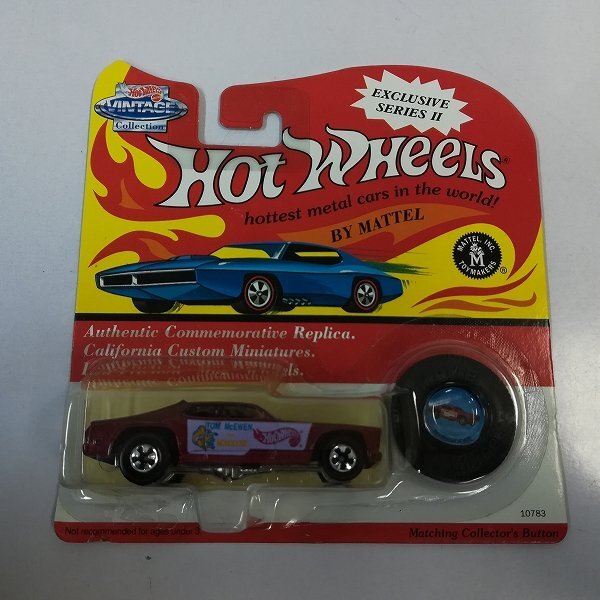 Hot Wheels
VINTAGE
Collection
EXCLUSIVE
SERIES II
HOT WHEELS®
hottest metal cars in the world!
BY MATTEL
MATTEL, INC.
M
TOYMAKERS
®
Authentic Commemorative Replica.
California Custom Miniatures.
TOM McEWEN
Hot Wheels
10783
Not recommended for ages under 3
Matching Collector's Button